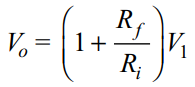 V_o = (1 + R_f / R_i) V_1